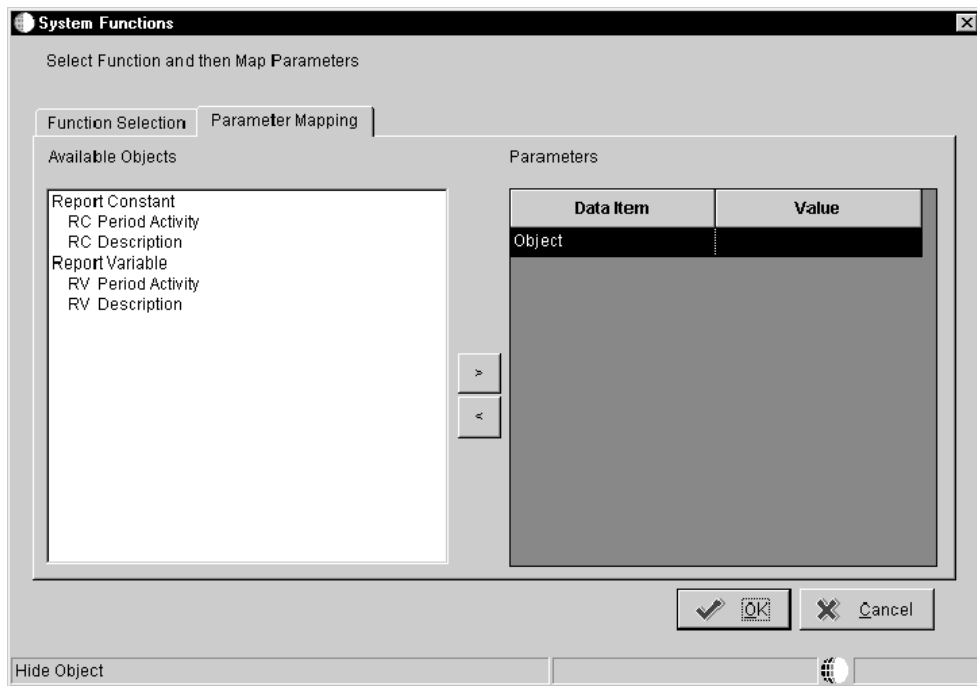 System Functions
Select Function and then Map Parameters
Function Selection
Parameter Mapping
Available Objects
Parameters
Report Constant
RC Period Activity
RC Description
Report Variable
RV Period Activity
RV Description
Data Item
Value
Object
>
<
OK
Cancel
Hide Object